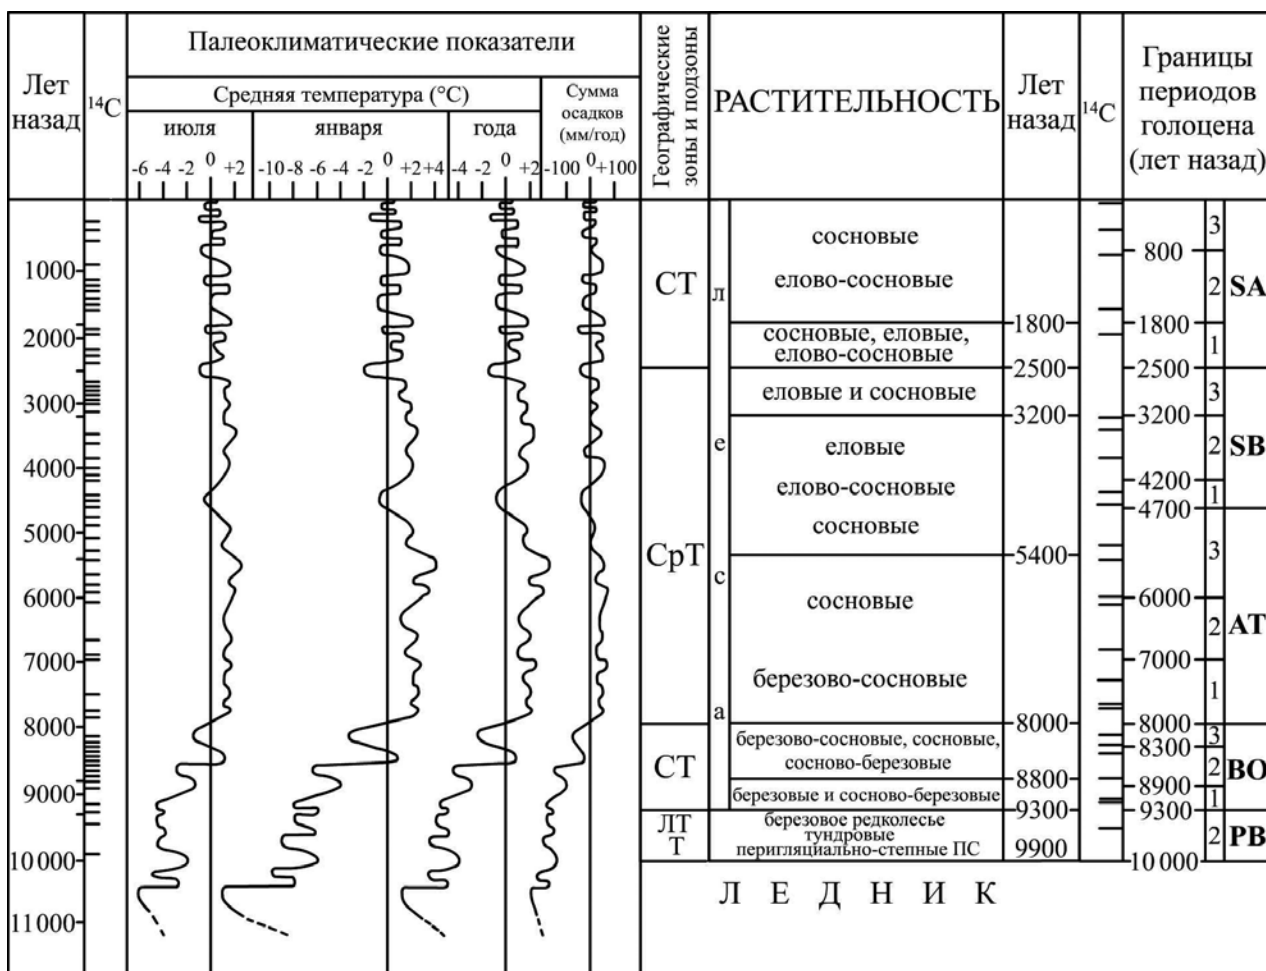 Лет
назад
14C
Палеоклиматические показатели
Средняя температура (°C)
июля
января
года
Сумма
осадков
(мм/год)
-6 -4 -2 0 +2
-10 -8 -6 -4 -2 0 +2 +4
-4 -2 0 +2
-100 0 +100
Географические
зоны и подзоны
РАСТИТЕЛЬНОСТЬ
Лет
назад
14C
Границы
периодов
голоцена
(лет назад)
1000
2000
3000
4000
5000
6000
7000
8000
9000
10000
11000
СТ
СрТ
СТ
ЛТ
Т
л
е
с
а
сосновые
елово-сосновые
сосновые, еловые,
елово-сосновые
еловые и сосновые
еловые
елово-сосновые
сосновые
сосновые
березово-сосновые
березово-сосновые, сосновые,
сосново-березовые
березовые и сосново-березовые
березовое редколесье
тундровые
перигляциально-степные ПС
ЛЕДНИК
1800
2500
3200
5400
8000
8800
9300
9900
800
1800
2500
3200
4200
4700
6000
7000
8000
8300
8900
9300
10 000
3
2
1
SA
3
2
1
SB
3
2
1
AT
3
2
1
BO
2
PB